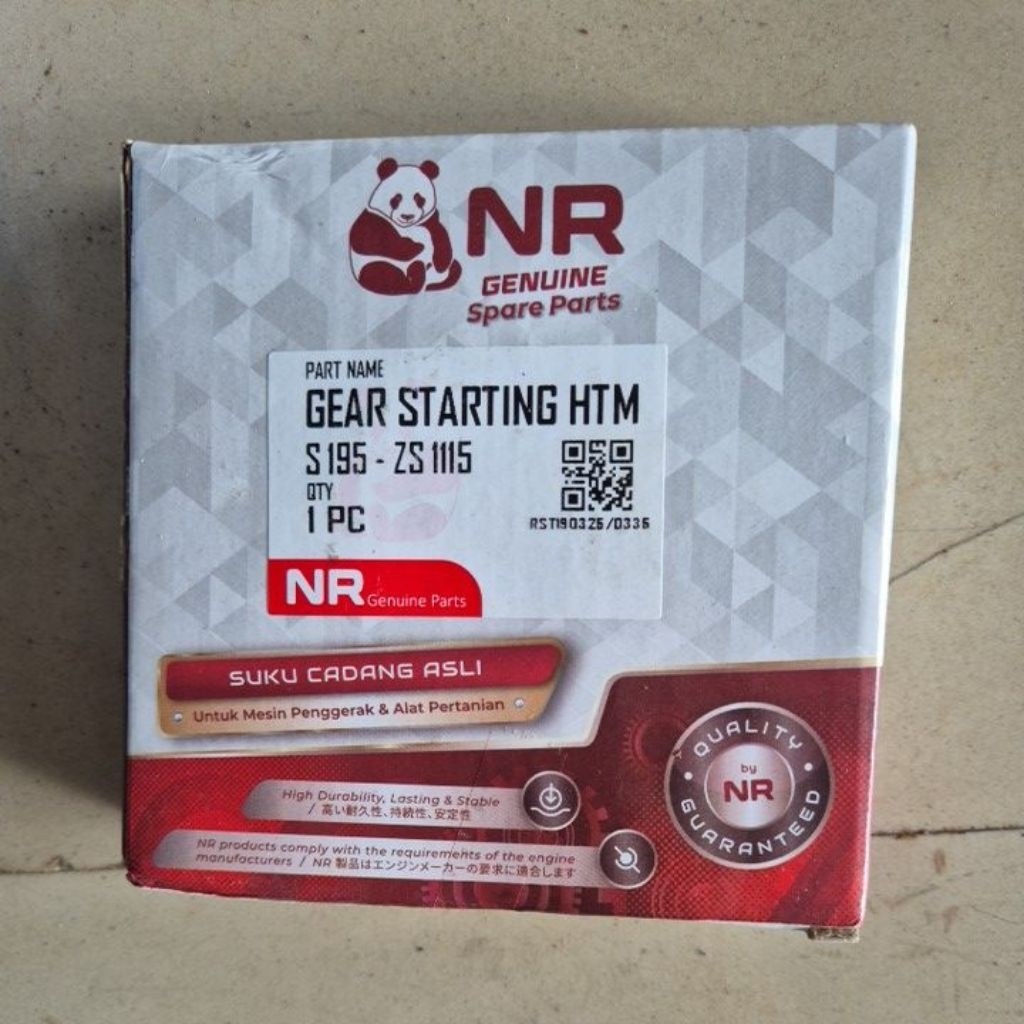 NR
GENUINE
Spare Parts
PART NAME
GEAR STARTING HTM
S 195 - ZS 1115
QTY
1 PC
RST190326/0336
NR Genuine Parts
SUKU CADANG ASLI
Untuk Mesin Penggerak & Alat Pertanian
High Durability, Lasting & Stable
/ 高い耐久性、持続性、安定性
NR products comply with the requirements of the engine
manufacturers / NR 製品はエンジンメーカーの要求に適合します
QUALITY
by
NR
GUARANTEED